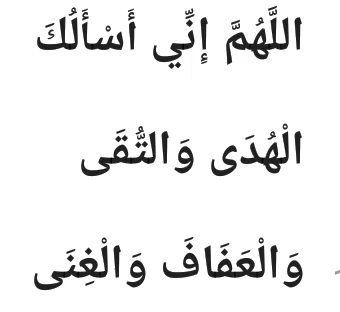 اللَّهُمَّ إِنِّي أَسْأَلُكَ
الْهُدَى وَالتُّقَى
وَالْعَفَافَ وَالْغِنَى